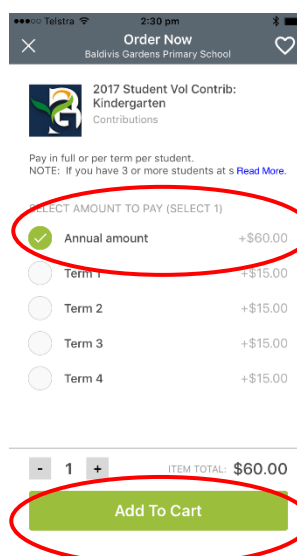 Telstra 2:30 pm
Order Now
Baldivis Gardens Primary School
2017 Student Vol Contrib:
Kindergarten
Contributions
Pay in full or per term per student.
NOTE: If you have 3 or more students at s Read More.
SELECT AMOUNT TO PAY (SELECT 1)
Annual amount +$60.00
Term 1 +$15.00
Term 2 +$15.00
Term 3 +$15.00
Term 4 +$15.00
- 1 + ITEM TOTAL: $60.00
Add To Cart